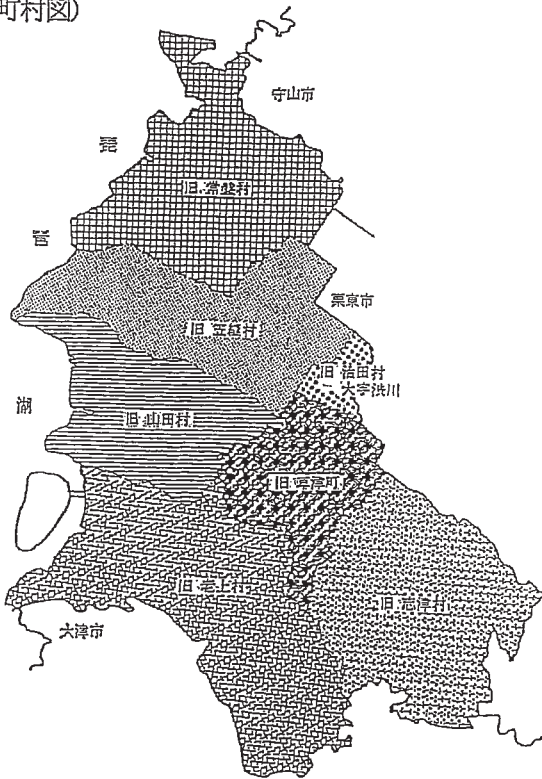 町村図)
守山市
琵
旧.常盤村
琶
栗東市
旧.笠縫村
旧 治田村
大字渋川
湖
旧.山田村
旧.草津町
旧.老上村
旧.志津村
大津市